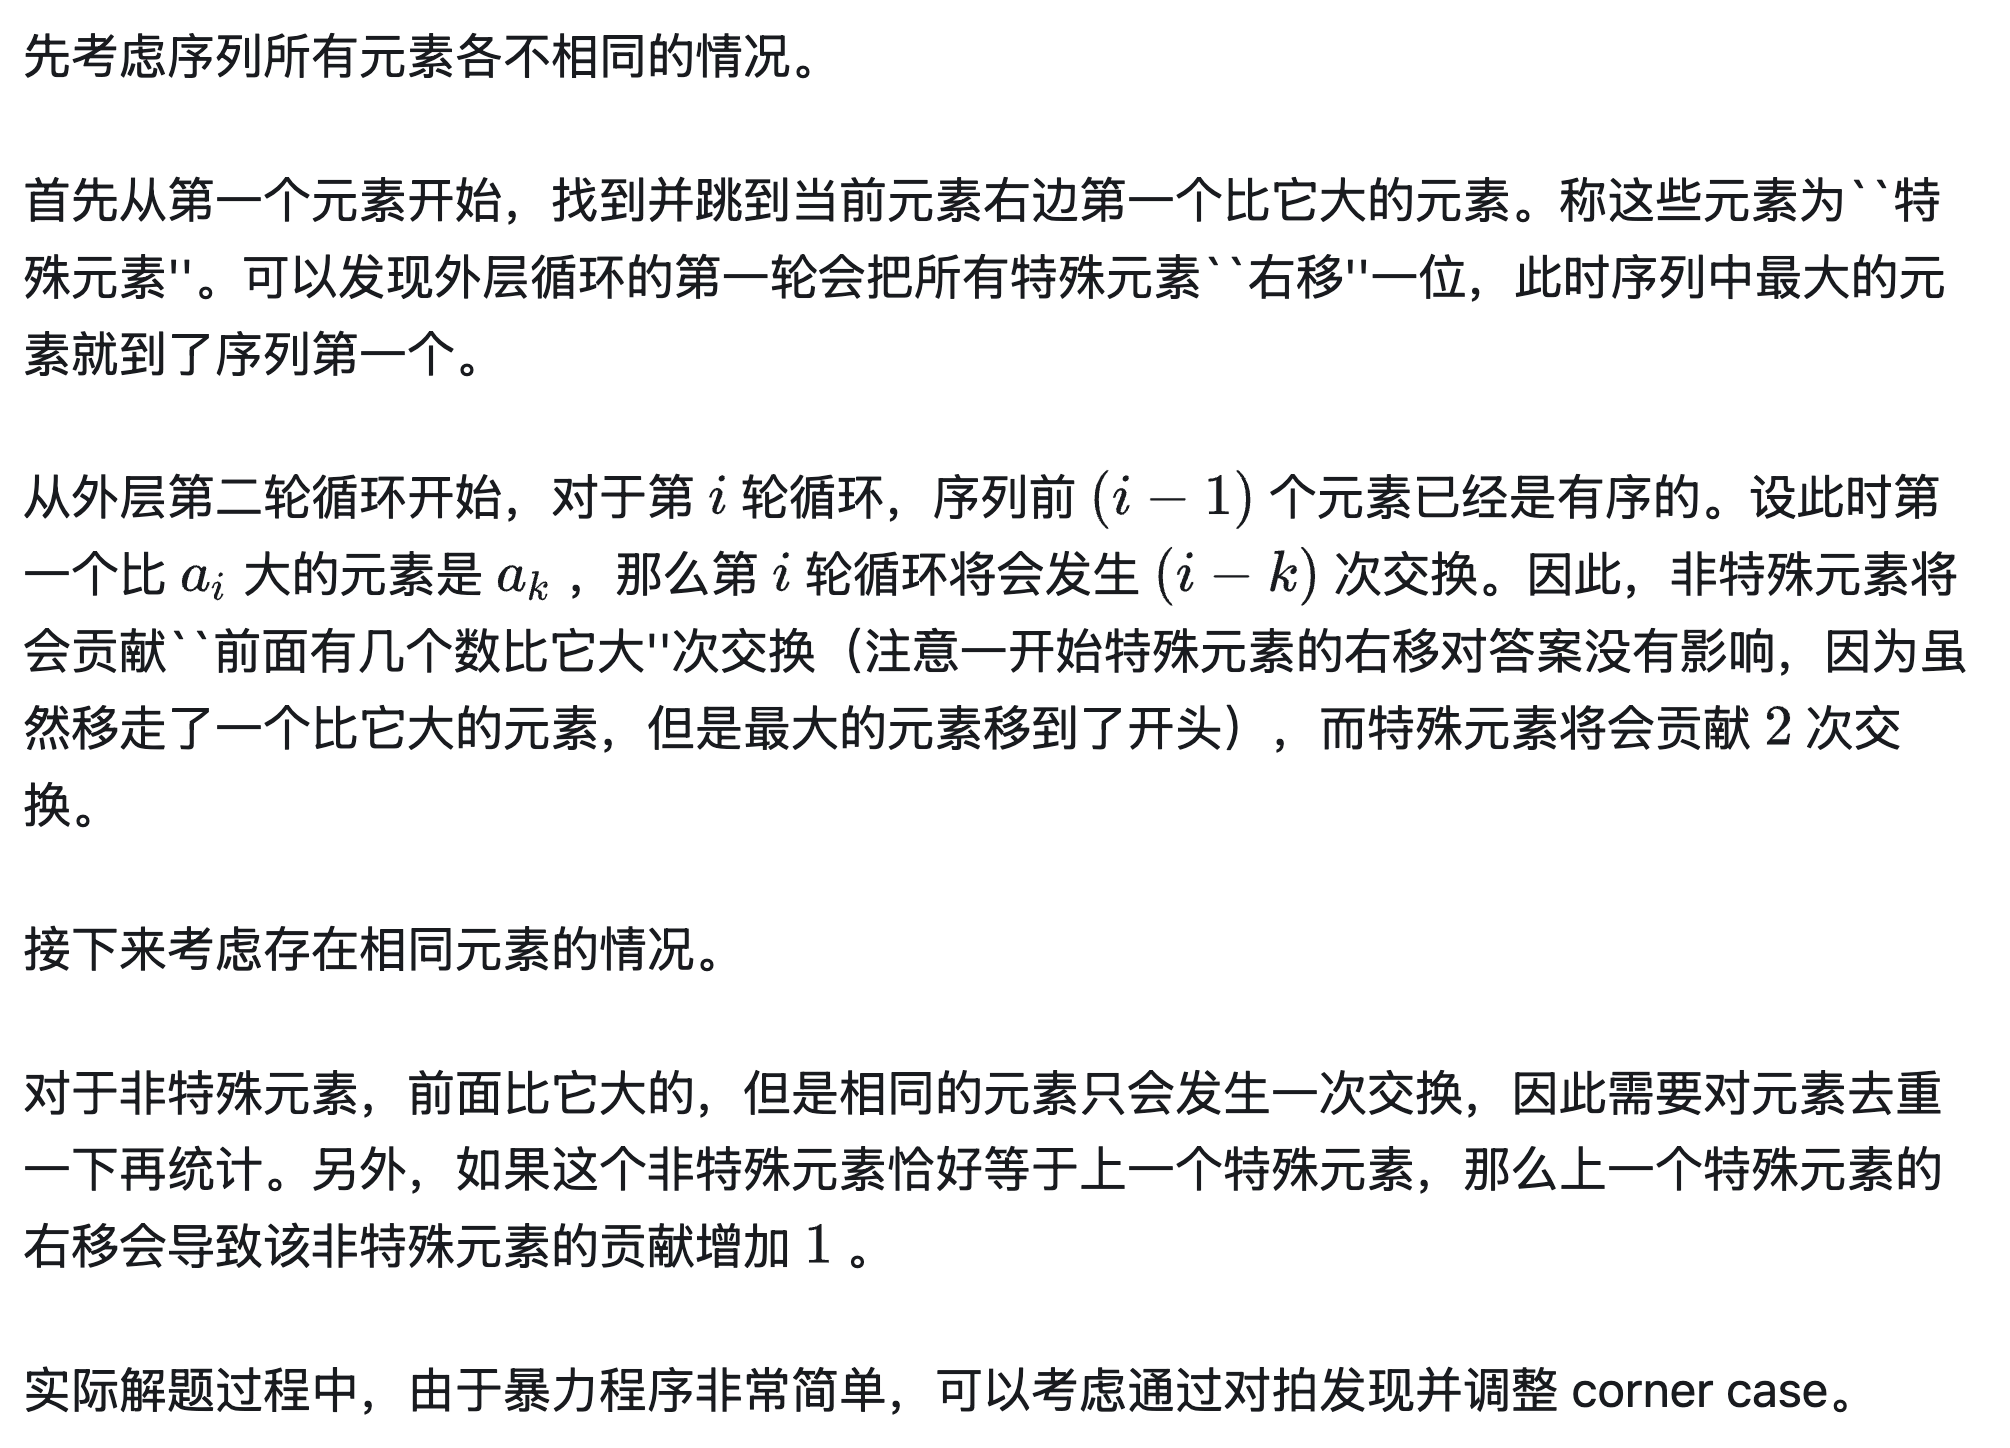 先考虑序列所有元素各不相同的情况。
首先从第一个元素开始，找到并跳到当前元素右边第一个比它大的元素。称这些元素为``特
殊元素''。可以发现外层循环的第一轮会把所有特殊元素``右移''一位，此时序列中最大的元
素就到了序列第一个。
从外层第二轮循环开始，对于第 i 轮循环，序列前 (i − 1) 个元素已经是有序的。设此时第
一个比 a_i 大的元素是 a_k ，那么第 i 轮循环将会发生 (i − k) 次交换。因此，非特殊元素将
会贡献``前面有几个数比它大''次交换（注意一开始特殊元素的右移对答案没有影响，因为虽
然移走了一个比它大的元素，但是最大的元素移到了开头），而特殊元素将会贡献 2 次交
换。
接下来考虑存在相同元素的情况。
对于非特殊元素，前面比它大的，但是相同的元素只会发生一次交换，因此需要对元素去重
一下再统计。另外，如果这个非特殊元素恰好等于上一个特殊元素，那么上一个特殊元素的
右移会导致该非特殊元素的贡献增加 1 。
实际解题过程中，由于暴力程序非常简单，可以考虑通过对拍发现并调整 corner case。